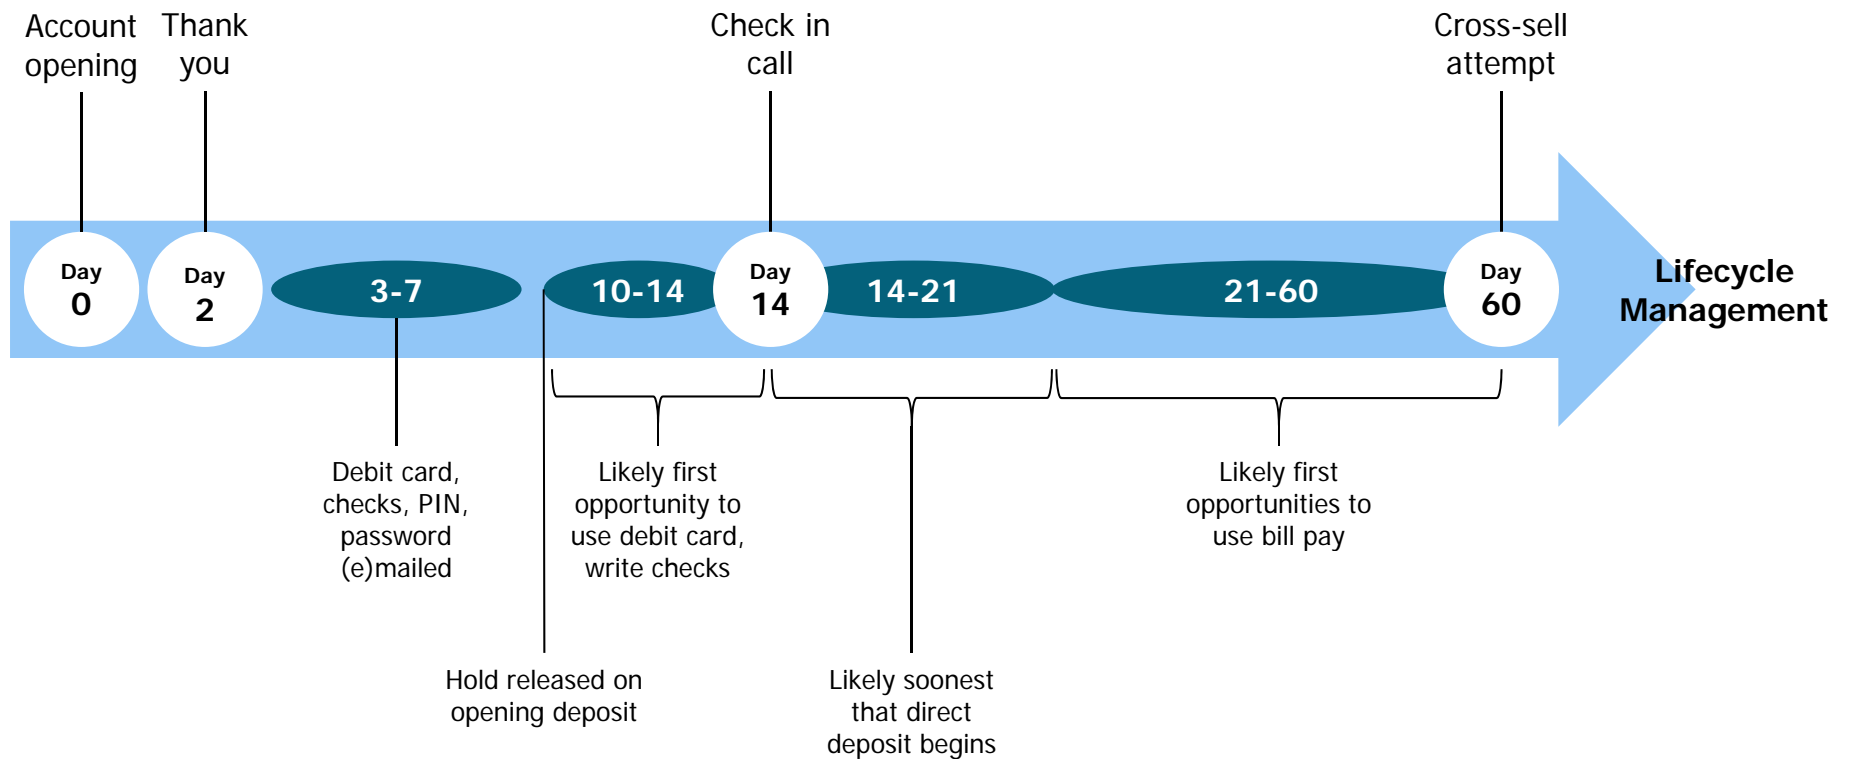 Account
opening
Thank
you
Check in
call
Cross-sell
attempt
Day
0
Day
2
3-7
10-14
Day
14
14-21
21-60
Day
60
Lifecycle
Management
Debit card,
checks, PIN,
password
(e)mailed
Likely first
opportunity to
use debit card,
write checks
Likely first
opportunities to
use bill pay
Hold released on
opening deposit
Likely soonest
that direct
deposit begins